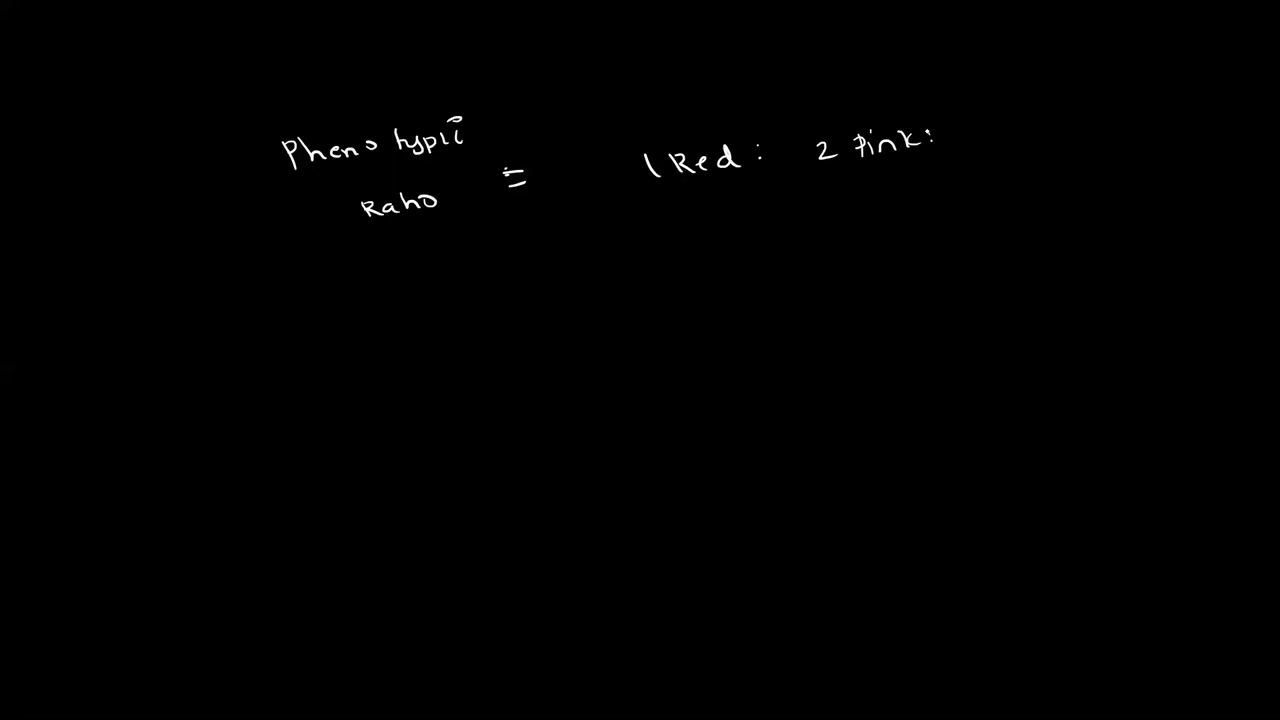 Phenotypic = 1 Red : 2 Pink :
Ratio